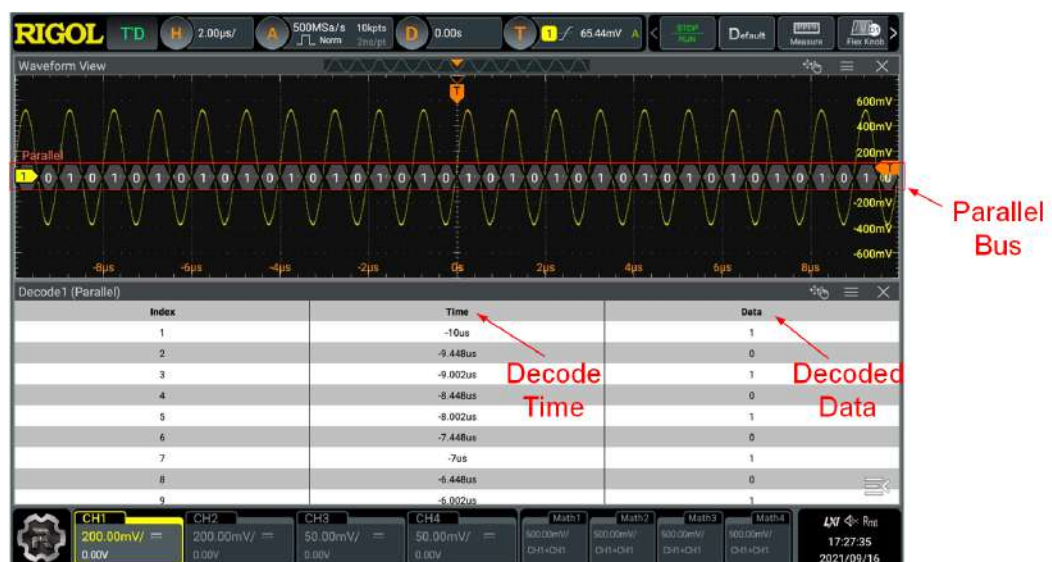 RIGOL T'D H 2.00μs/ A 500MSa/s 10kpts D 0.00s T 1 65.44mV A < STOP Default Measure Flex Knob >
Norm 2ns/pt RUN
Waveform View
T
600mV
400mV
Parallel 200mV
1 0 1 0 1 0 1 0 1 0 1 0 1 0 1 0 1 0 1 0 1 0 1 0 1 0 1 0 1 0 1 0 1 0 1 0 1 0 1 0
-200mV
-400mV
-600mV
-8μs -6μs -4μs -2μs 0s 2μs 4μs 6μs 8μs
Parallel
Bus
Decode1 (Parallel)
Index Time Data
1 -10us 1
2 -9.448us 0
3 -9.002us 1
4 -8.448us 0
5 -8.002us 1
6 -7.448us 0
7 -7us 1
8 -6.448us 0
9 -6.002us 1
Decode
Time
Decoded
Data
CH1 CH2 CH3 CH4 Math1 Math2 Math3 Math4 LXI Rmt
200.00mV/ 200.00mV/ 50.00mV/ 50.00mV/ 500.00mV/ 500.00mV/ 500.00mV/ 500.00mV/ 17:27:35
0.00V 0.00V 0.00V 0.00V CH1+CH1 CH1+CH1 CH1+CH1 CH1+CH1 2021/09/16